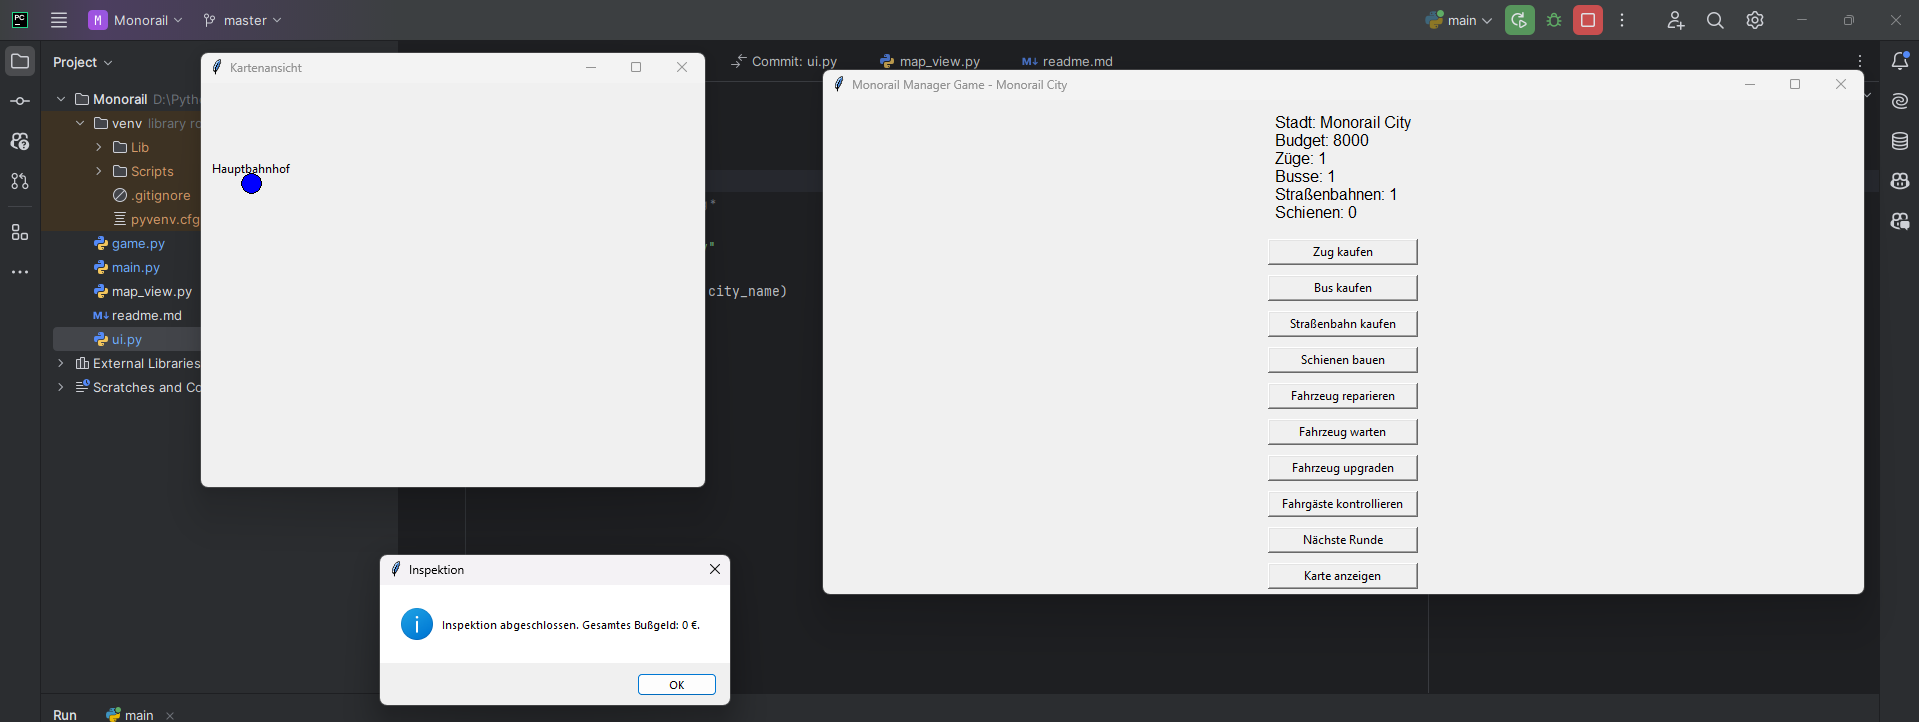 PC
M Monorail
master
main
Project
Commit: ui.py
map_view.py
M↓ readme.md
Monorail D:\Pyth
venv library ro
Lib
Scripts
.gitignore
pyvenv.cfg
game.py
main.py
map_view.py
M↓ readme.md
ui.py
External Libraries
Scratches and Co
city_name)
Kartenansicht
Hauptbahnhof
Monorail Manager Game - Monorail City
Stadt: Monorail City
Budget: 8000
Züge: 1
Busse: 1
Straßenbahnen: 1
Schienen: 0
Zug kaufen
Bus kaufen
Straßenbahn kaufen
Schienen bauen
Fahrzeug reparieren
Fahrzeug warten
Fahrzeug upgraden
Fahrgäste kontrollieren
Nächste Runde
Karte anzeigen
Inspektion
Inspektion abgeschlossen. Gesamtes Bußgeld: 0 €.
OK
Run
main